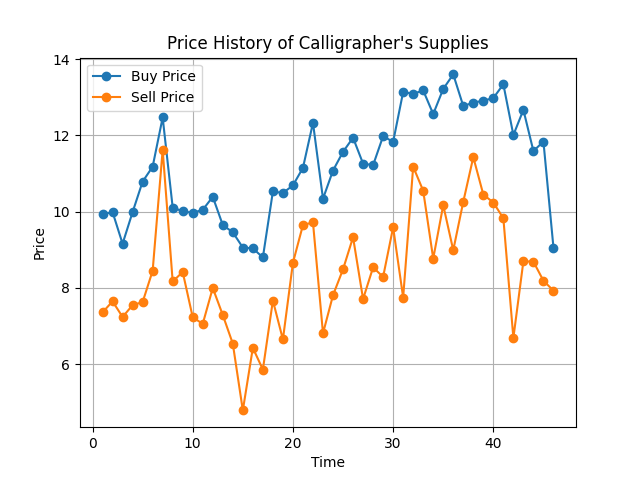 Price History of Calligrapher's Supplies
Buy Price
Sell Price
14
12
10
8
6
Price
0 10 20 30 40
Time